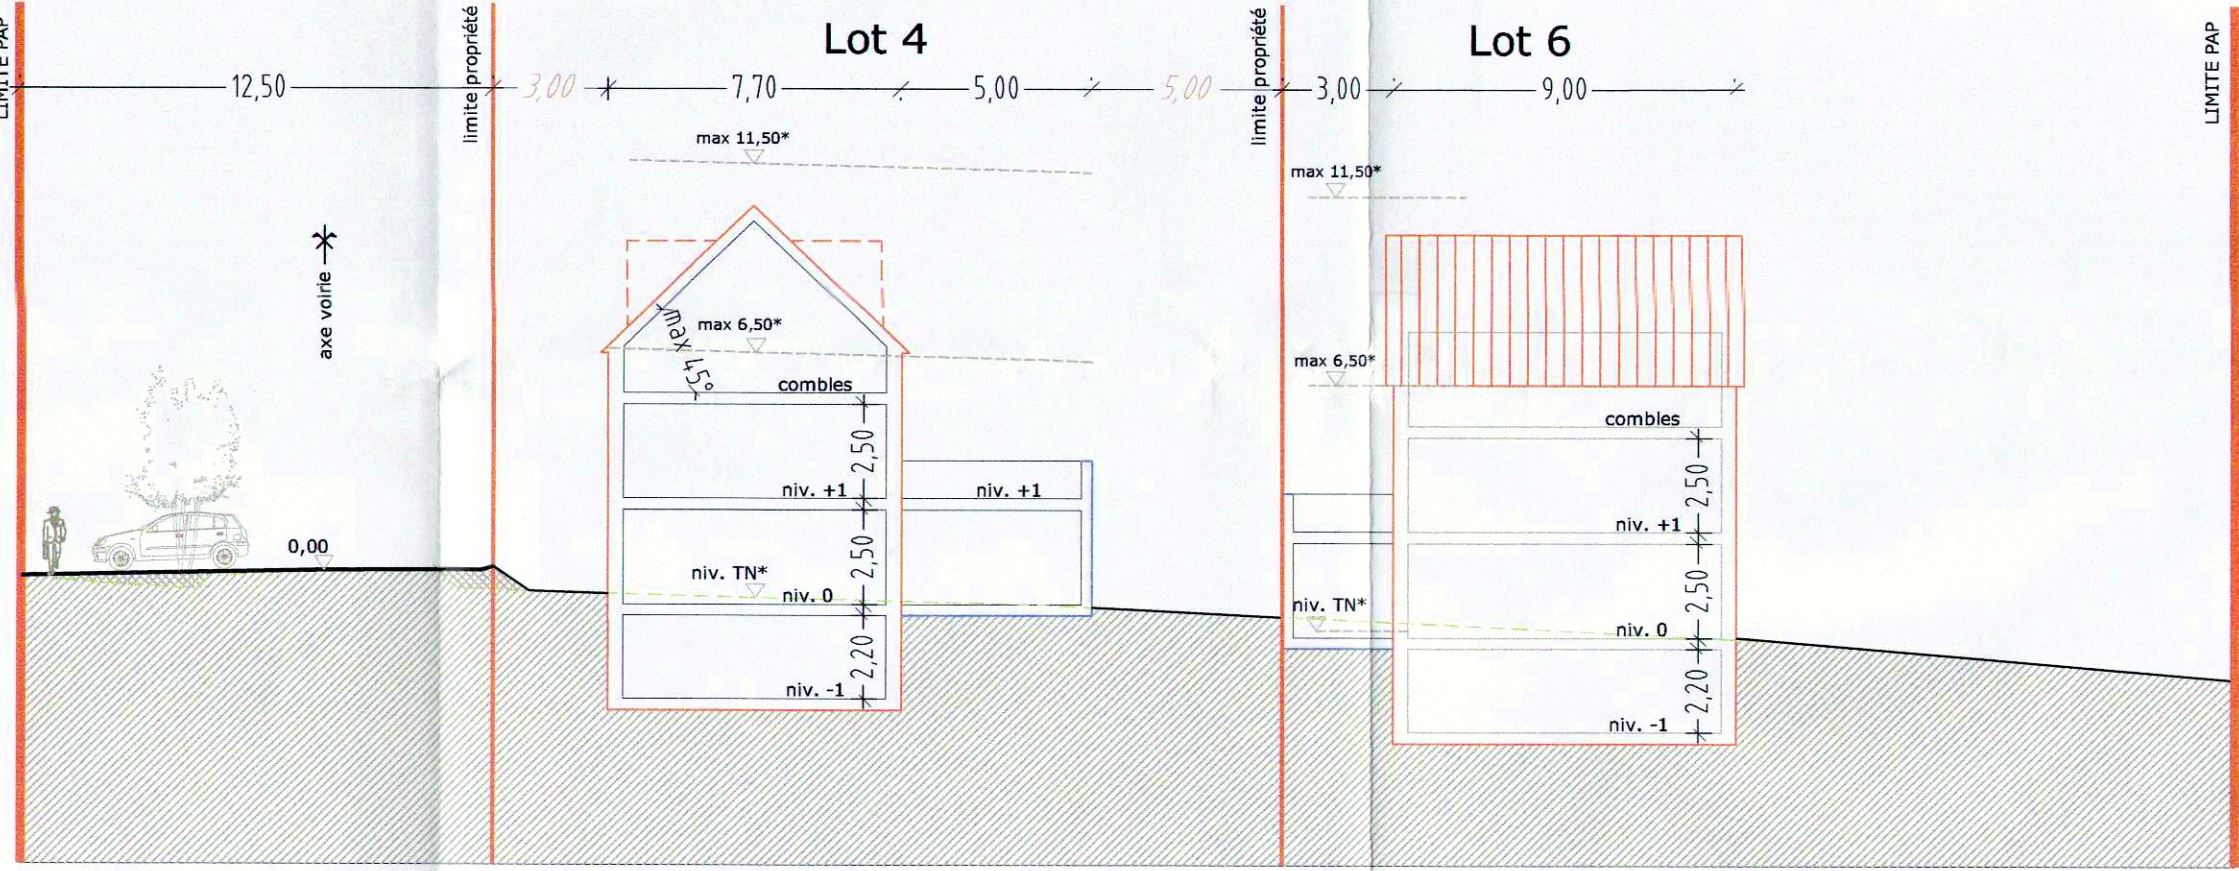 LIMITE PAP
limite propriété
Lot 4
limite propriété
Lot 6
LIMITE PAP
12,50
3,00
7,70
5,00
5,00
3,00
9,00
max 11,50*
max 11,50*
axe voirie
max 6,50*
max 45°
combles
max 6,50*
combles
2,50
niv. +1
niv. +1
2,50
niv. +1
0,00
niv. TN*
2,50
niv. 0
niv. TN*
2,50
niv. 0
2,20
niv. -1
2,20
niv. -1